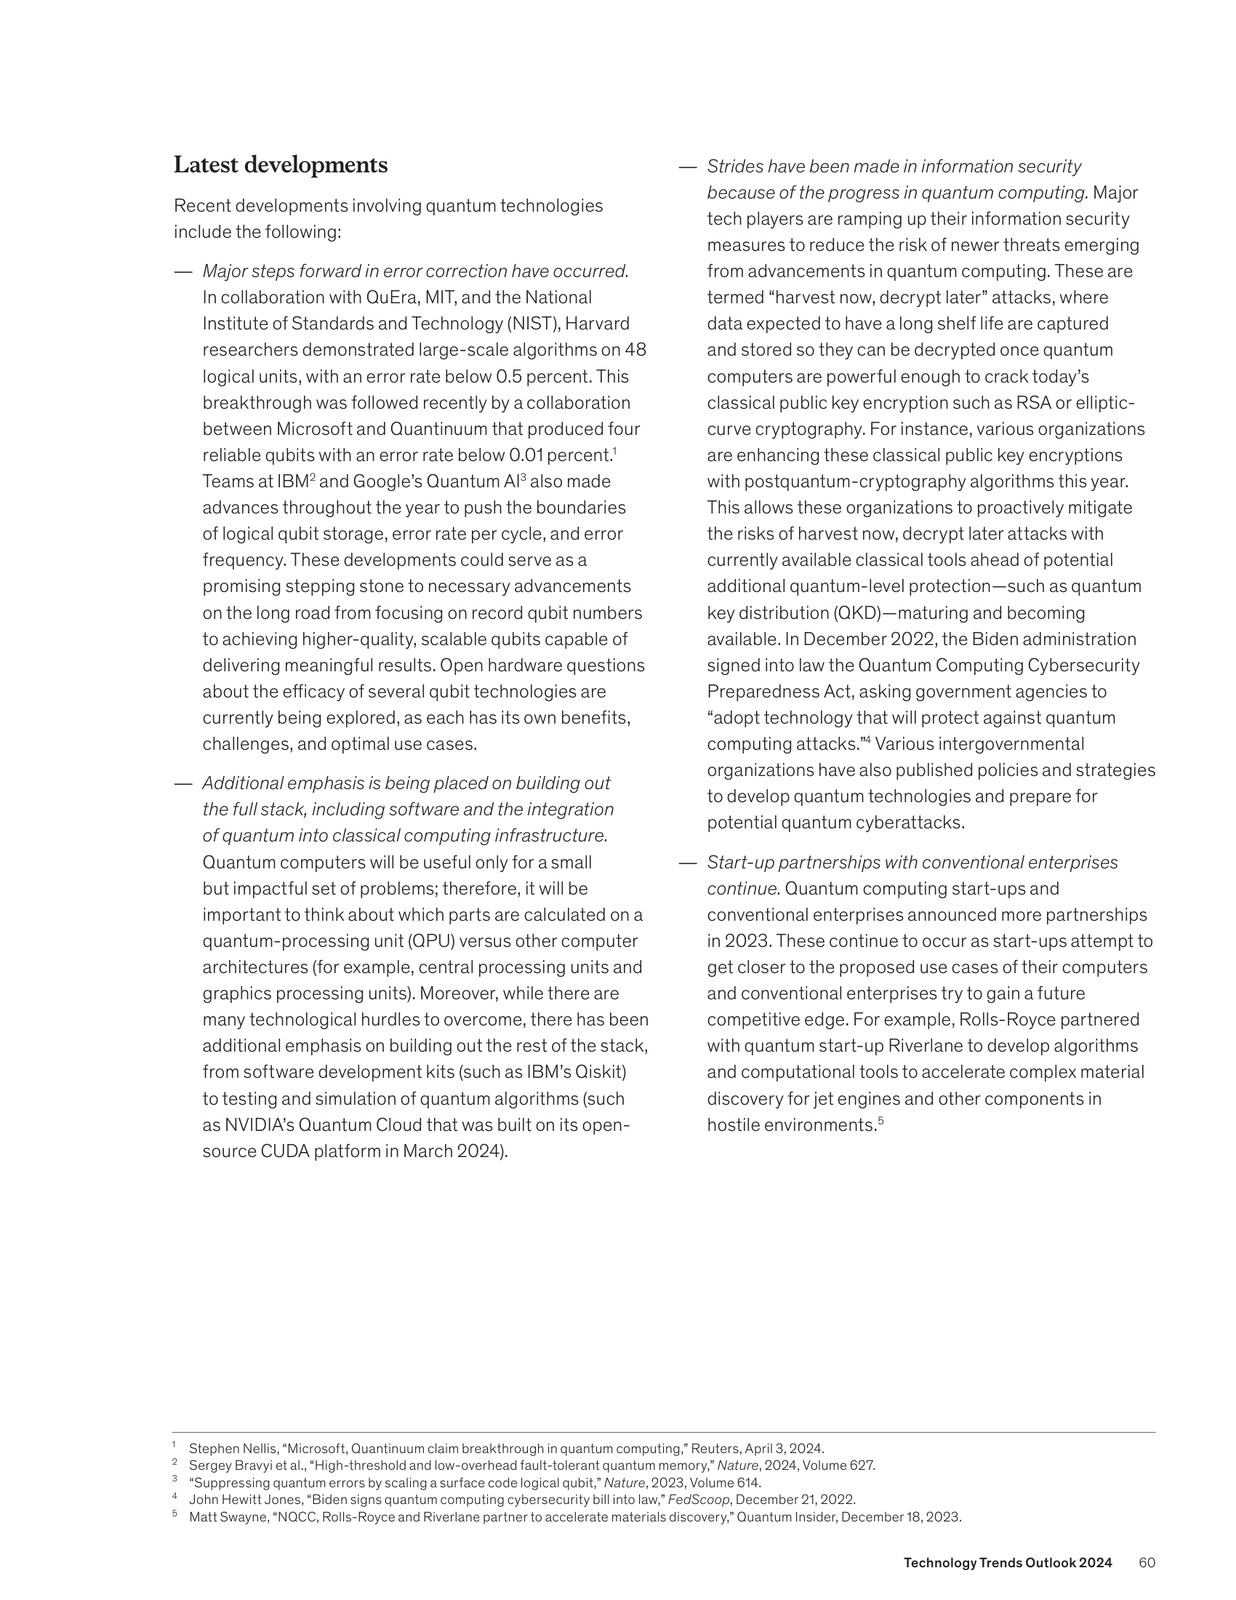 Latest developments
Recent developments involving quantum technologies
include the following:
— Major steps forward in error correction have occurred.
In collaboration with QuEra, MIT, and the National
Institute of Standards and Technology (NIST), Harvard
researchers demonstrated large-scale algorithms on 48
logical units, with an error rate below 0.5 percent. This
breakthrough was followed recently by a collaboration
between Microsoft and Quantinuum that produced four
reliable qubits with an error rate below 0.01 percent.¹
Teams at IBM² and Google’s Quantum AI³ also made
advances throughout the year to push the boundaries
of logical qubit storage, error rate per cycle, and error
frequency. These developments could serve as a
promising stepping stone to necessary advancements
on the long road from focusing on record qubit numbers
to achieving higher-quality, scalable qubits capable of
delivering meaningful results. Open hardware questions
about the efficacy of several qubit technologies are
currently being explored, as each has its own benefits,
challenges, and optimal use cases.
— Additional emphasis is being placed on building out
the full stack, including software and the integration
of quantum into classical computing infrastructure.
Quantum computers will be useful only for a small
but impactful set of problems; therefore, it will be
important to think about which parts are calculated on a
quantum-processing unit (QPU) versus other computer
architectures (for example, central processing units and
graphics processing units). Moreover, while there are
many technological hurdles to overcome, there has been
additional emphasis on building out the rest of the stack,
from software development kits (such as IBM’s Qiskit)
to testing and simulation of quantum algorithms (such
as NVIDIA’s Quantum Cloud that was built on its open-
source CUDA platform in March 2024).
— Strides have been made in information security
because of the progress in quantum computing. Major
tech players are ramping up their information security
measures to reduce the risk of newer threats emerging
from advancements in quantum computing. These are
termed “harvest now, decrypt later” attacks, where
data expected to have a long shelf life are captured
and stored so they can be decrypted once quantum
computers are powerful enough to crack today’s
classical public key encryption such as RSA or elliptic-
curve cryptography. For instance, various organizations
are enhancing these classical public key encryptions
with postquantum-cryptography algorithms this year.
This allows these organizations to proactively mitigate
the risks of harvest now, decrypt later attacks with
currently available classical tools ahead of potential
additional quantum-level protection—such as quantum
key distribution (QKD)—maturing and becoming
available. In December 2022, the Biden administration
signed into law the Quantum Computing Cybersecurity
Preparedness Act, asking government agencies to
“adopt technology that will protect against quantum
computing attacks.”⁴ Various intergovernmental
organizations have also published policies and strategies
to develop quantum technologies and prepare for
potential quantum cyberattacks.
— Start-up partnerships with conventional enterprises
continue. Quantum computing start-ups and
conventional enterprises announced more partnerships
in 2023. These continue to occur as start-ups attempt to
get closer to the proposed use cases of their computers
and conventional enterprises try to gain a future
competitive edge. For example, Rolls-Royce partnered
with quantum start-up Riverlane to develop algorithms
and computational tools to accelerate complex material
discovery for jet engines and other components in
hostile environments.⁵
¹ Stephen Nellis, “Microsoft, Quantinuum claim breakthrough in quantum computing,” Reuters, April 3, 2024.
² Sergey Bravyi et al., “High-threshold and low-overhead fault-tolerant quantum memory,” Nature, 2024, Volume 627.
³ “Suppressing quantum errors by scaling a surface code logical qubit,” Nature, 2023, Volume 614.
⁴ John Hewitt Jones, “Biden signs quantum computing cybersecurity bill into law,” FedScoop, December 21, 2022.
⁵ Matt Swayne, “NQCC, Rolls-Royce and Riverlane partner to accelerate materials discovery,” Quantum Insider, December 18, 2023.
Technology Trends Outlook 2024 60